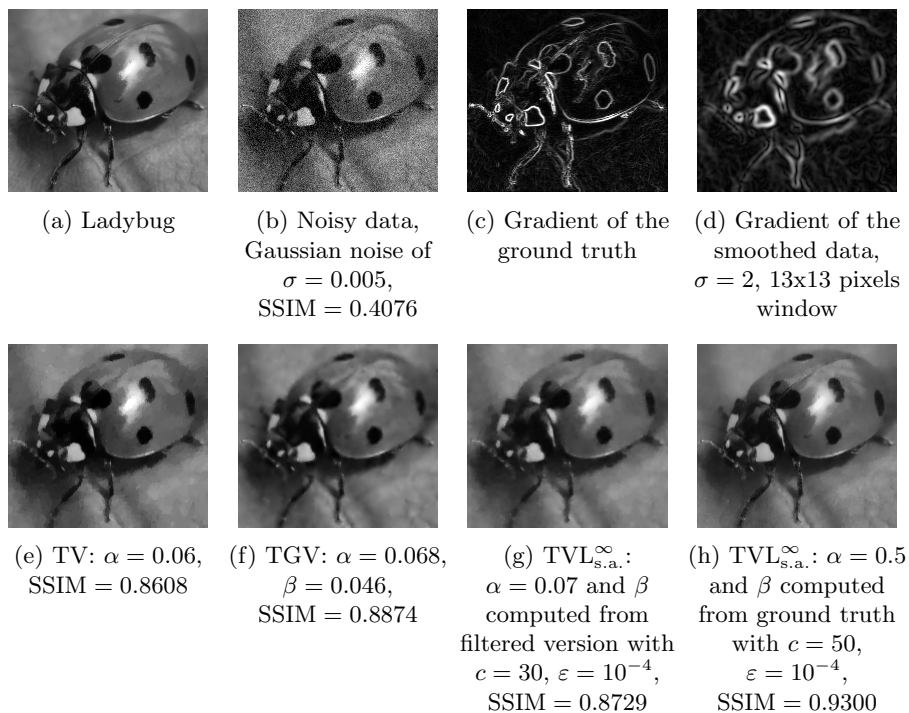 (a) Ladybug
(b) Noisy data,
Gaussian noise of
σ = 0.005,
SSIM = 0.4076
(c) Gradient of the
ground truth
(d) Gradient of the
smoothed data,
σ = 2, 13x13 pixels
window
(e) TV: α = 0.06,
SSIM = 0.8608
(f) TGV: α = 0.068,
β = 0.046,
SSIM = 0.8874
(g) TVL∞s.a.:
α = 0.07 and β
computed from
filtered version with
c = 30, ε = 10⁻⁴,
SSIM = 0.8729
(h) TVL∞s.a.: α = 0.5
and β computed
from ground truth
with c = 50,
ε = 10⁻⁴,
SSIM = 0.9300